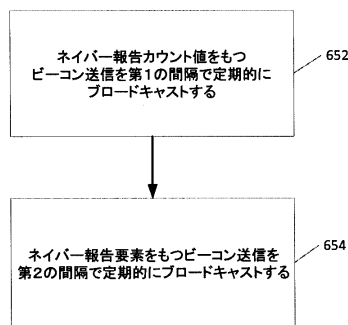 ネイバー報告カウント値をもつ
ビーコン送信を第1の間隔で定期的に
ブロードキャストする
652
ネイバー報告要素をもつビーコン送信を
第2の間隔で定期的にブロードキャストする
654